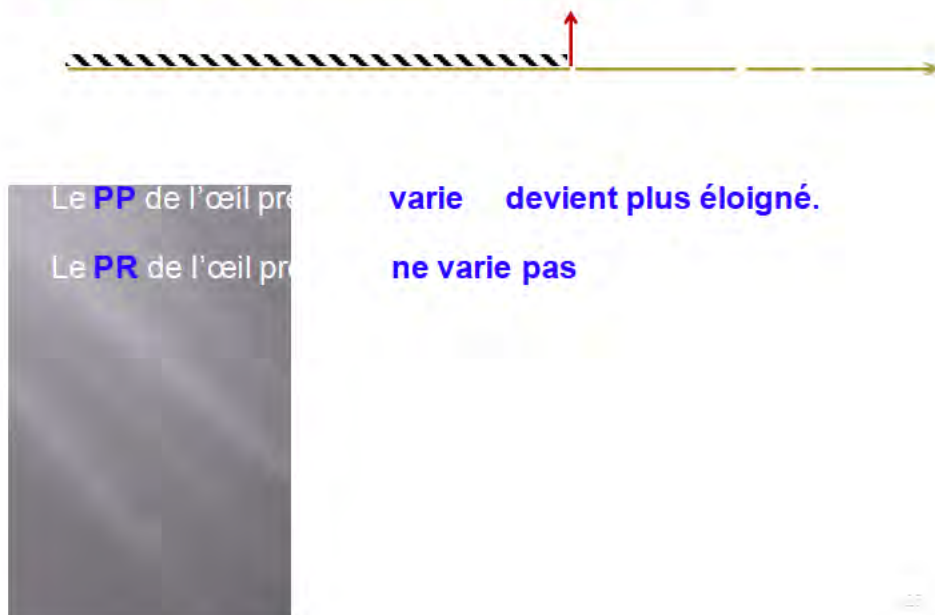 Le PP de l'œil pre varie devient plus éloigné.
Le PR de l'œil pr ne varie pas